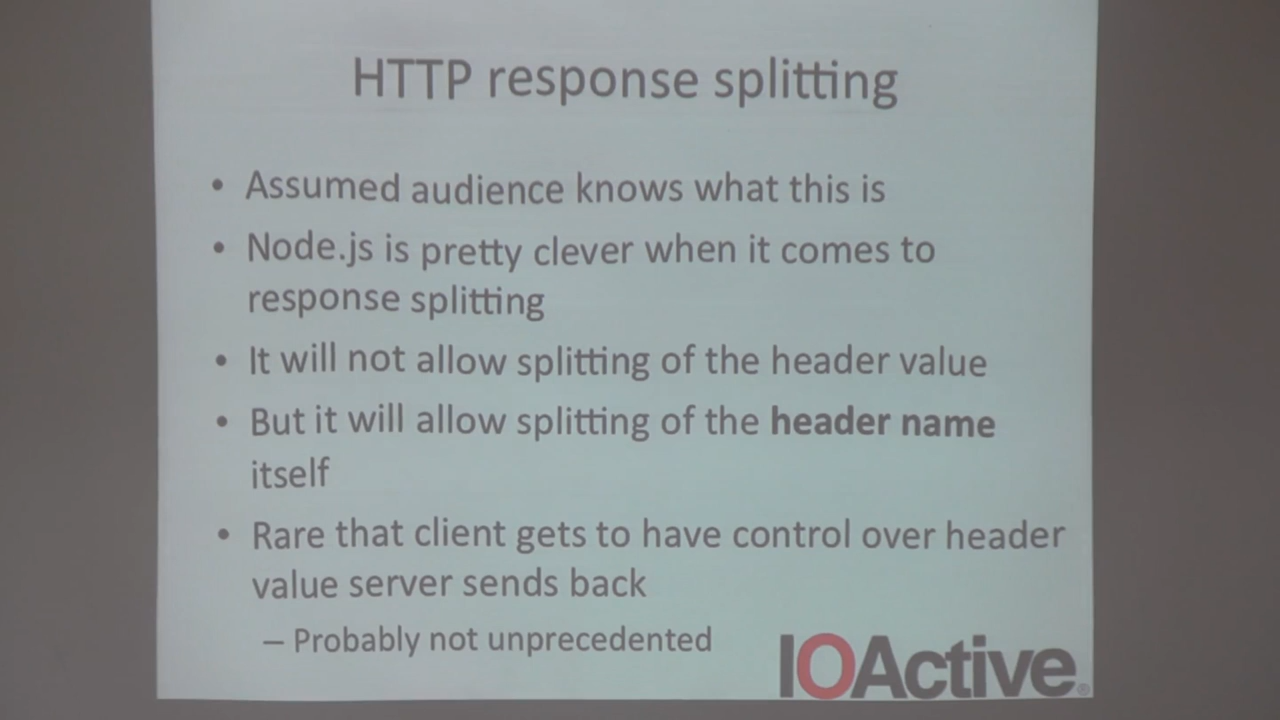 HTTP response splitting
• Assumed audience knows what this is
• Node.js is pretty clever when it comes to
response splitting
• It will not allow splitting of the header value
• But it will allow splitting of the header name
itself
• Rare that client gets to have control over header
value server sends back
– Probably not unprecedented
IOActive®